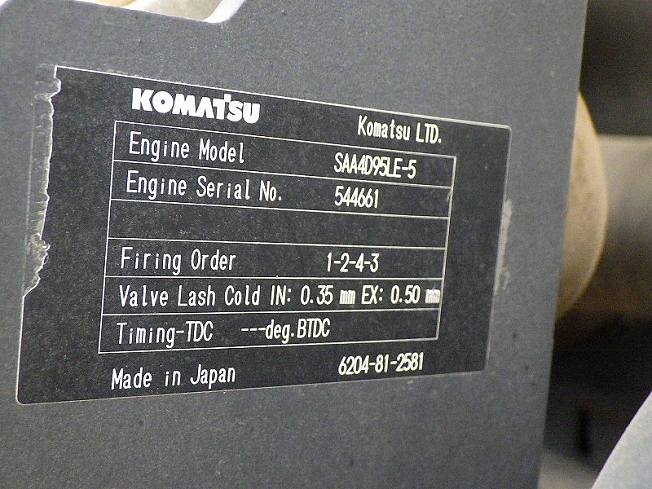 KOMATSU
Komatsu LTD.
Engine Model SAA4D95LE-5
Engine Serial No. 544661
Firing Order 1-2-4-3
Valve Lash Cold IN: 0.35 mm EX: 0.50 mm
Timing-TDC ---deg.BTDC
Made in Japan 6204-81-2581